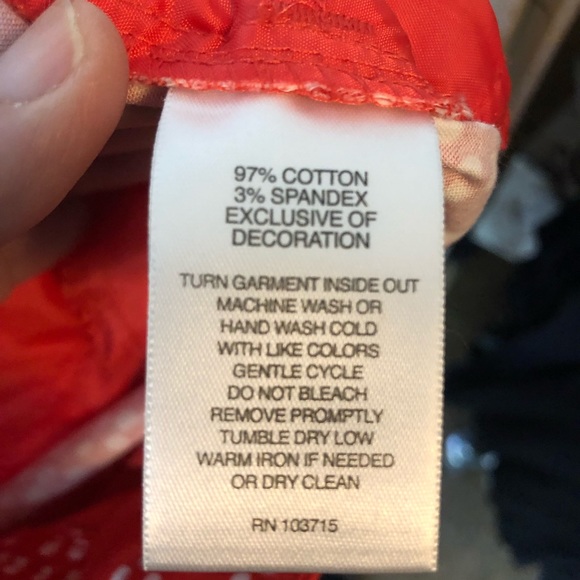 97% COTTON
3% SPANDEX
EXCLUSIVE OF
DECORATION
TURN GARMENT INSIDE OUT
MACHINE WASH OR
HAND WASH COLD
WITH LIKE COLORS
GENTLE CYCLE
DO NOT BLEACH
REMOVE PROMPTLY
TUMBLE DRY LOW
WARM IRON IF NEEDED
OR DRY CLEAN
RN 103715